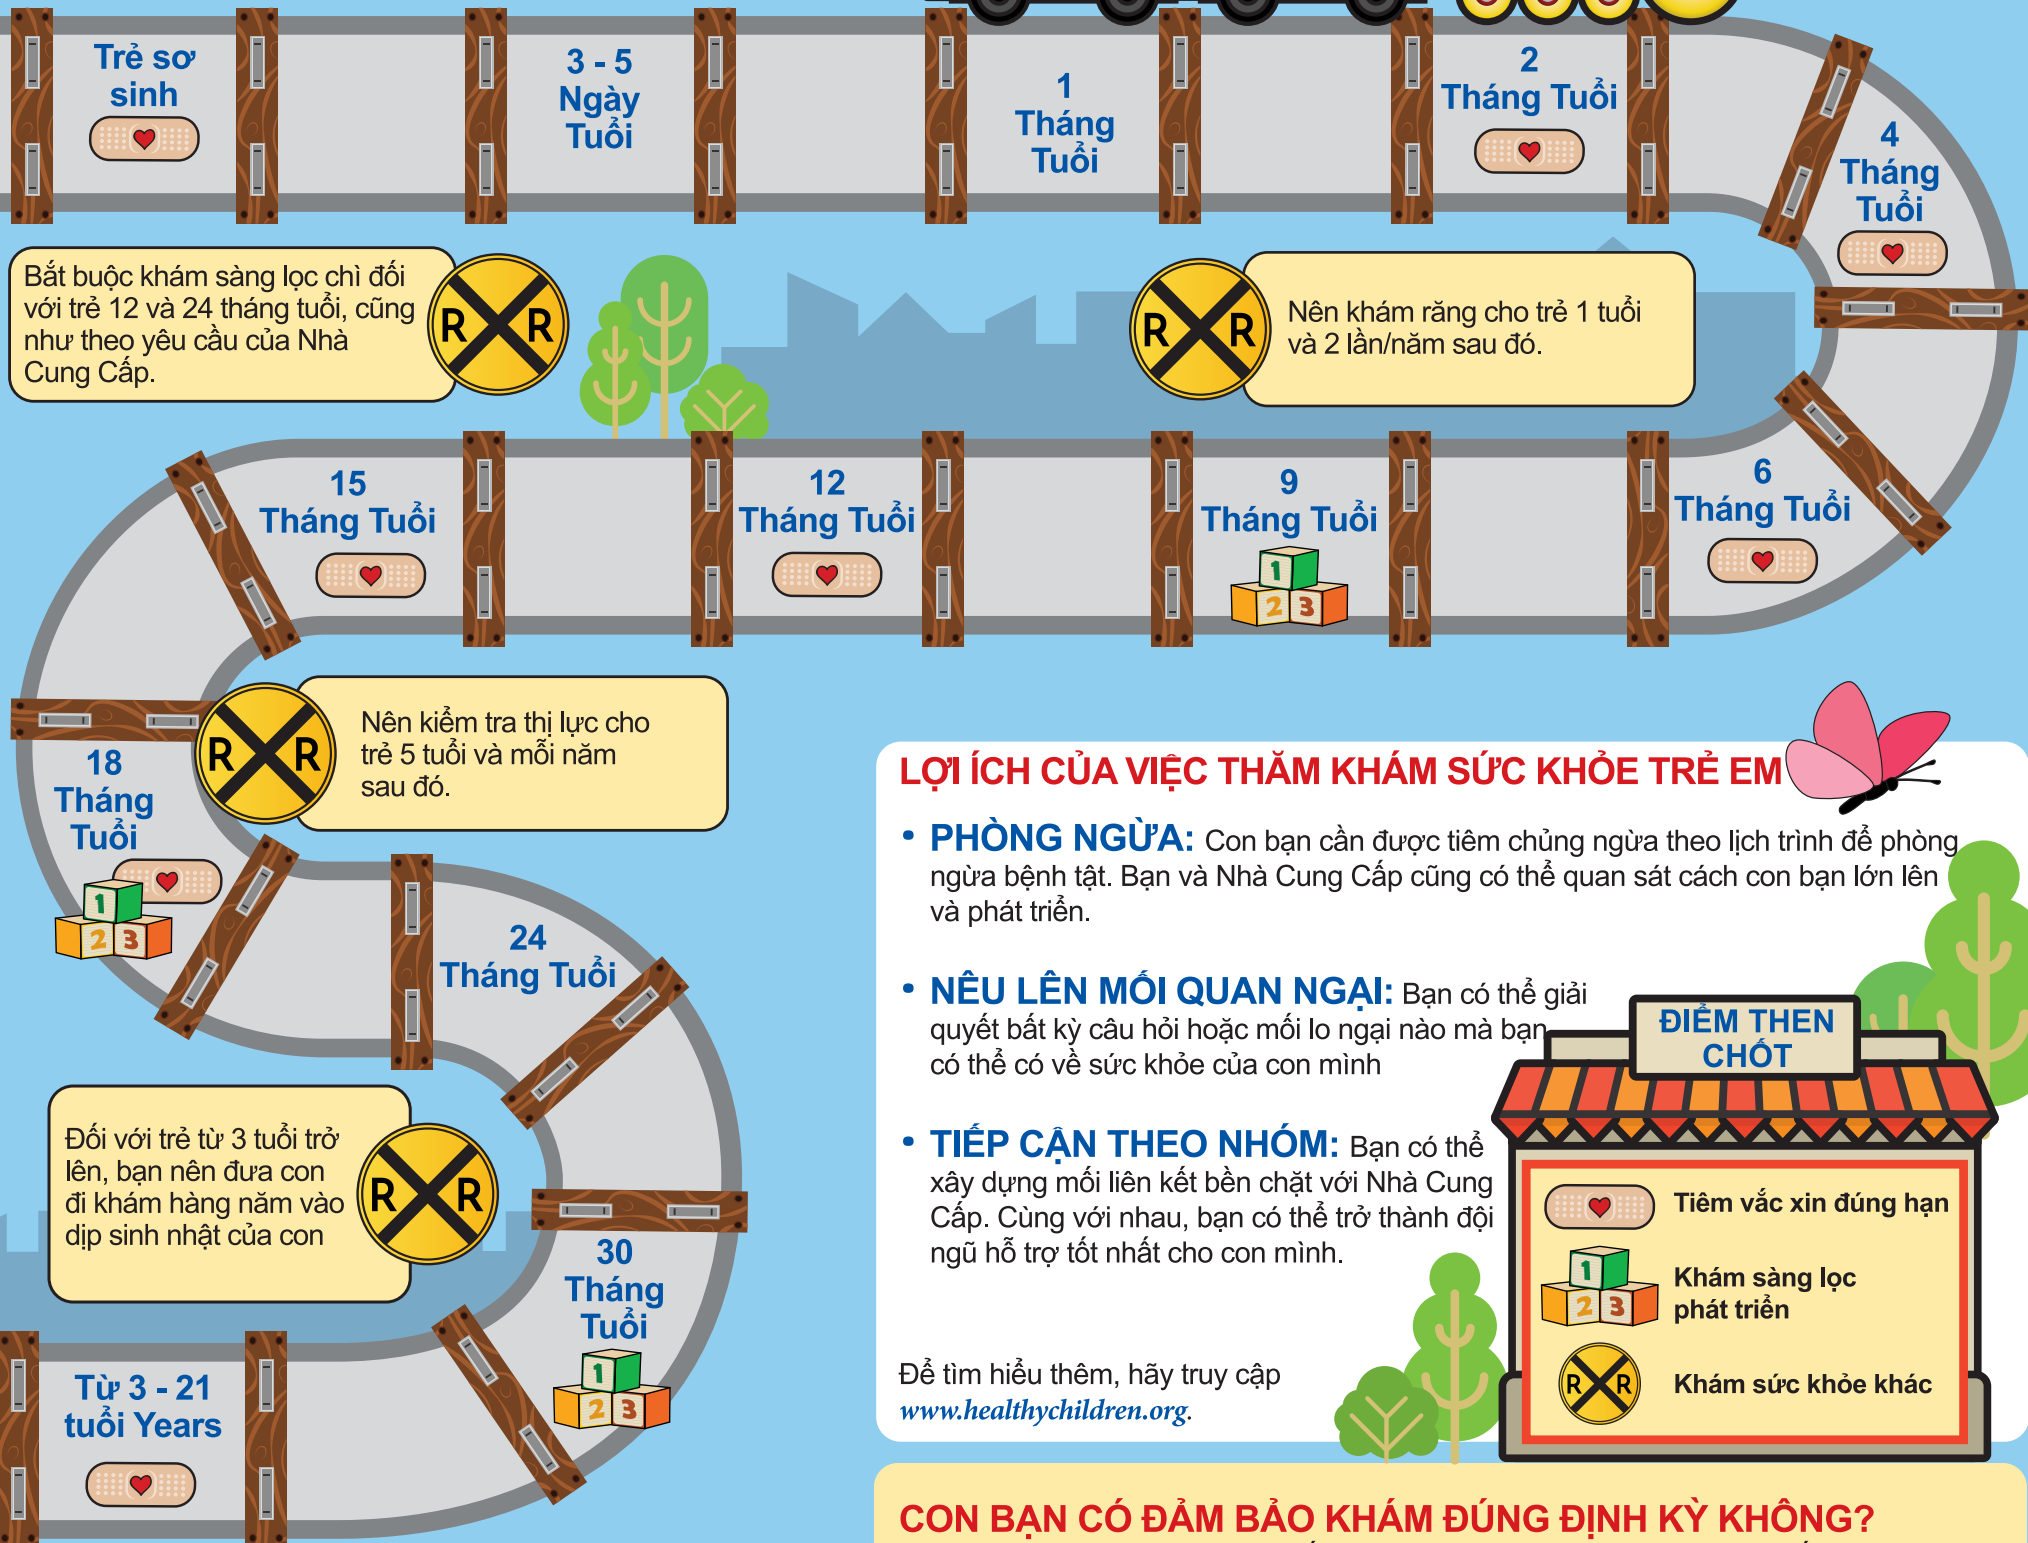 Trẻ sơ
sinh
3 - 5
Ngày
Tuổi
1
Tháng
Tuổi
2
Tháng Tuổi
4
Tháng
Tuổi
Bắt buộc khám sàng lọc chì đối
với trẻ 12 và 24 tháng tuổi, cũng
như theo yêu cầu của Nhà
Cung Cấp.
R R
R R
Nên khám răng cho trẻ 1 tuổi
và 2 lần/năm sau đó.
15
Tháng Tuổi
12
Tháng Tuổi
9
Tháng Tuổi
1
2 3
6
Tháng Tuổi
R R
Nên kiểm tra thị lực cho
trẻ 5 tuổi và mỗi năm
sau đó.
18
Tháng
Tuổi
1
2 3
24
Tháng Tuổi
Đối với trẻ từ 3 tuổi trở
lên, bạn nên đưa con
đi khám hàng năm vào
dịp sinh nhật của con
R R
30
Tháng
Tuổi
1
2 3
Từ 3 - 21
tuổi Years
LỢI ÍCH CỦA VIỆC THĂM KHÁM SỨC KHỎE TRẺ EM
• PHÒNG NGỪA: Con bạn cần được tiêm chủng ngừa theo lịch trình để phòng
ngừa bệnh tật. Bạn và Nhà Cung Cấp cũng có thể quan sát cách con bạn lớn lên
và phát triển.
• NÊU LÊN MỐI QUAN NGẠI: Bạn có thể giải
quyết bất kỳ câu hỏi hoặc mối lo ngại nào mà bạn
có thể có về sức khỏe của con mình
• TIẾP CẬN THEO NHÓM: Bạn có thể
xây dựng mối liên kết bền chặt với Nhà Cung
Cấp. Cùng với nhau, bạn có thể trở thành đội
ngũ hỗ trợ tốt nhất cho con mình.
Để tìm hiểu thêm, hãy truy cập
www.healthychildren.org.
ĐIỂM THEN
CHỐT
Tiêm vắc xin đúng hạn
1
2 3
Khám sàng lọc
phát triển
R R
Khám sức khỏe khác
CON BẠN CÓ ĐẢM BẢO KHÁM ĐÚNG ĐỊNH KỲ KHÔNG?